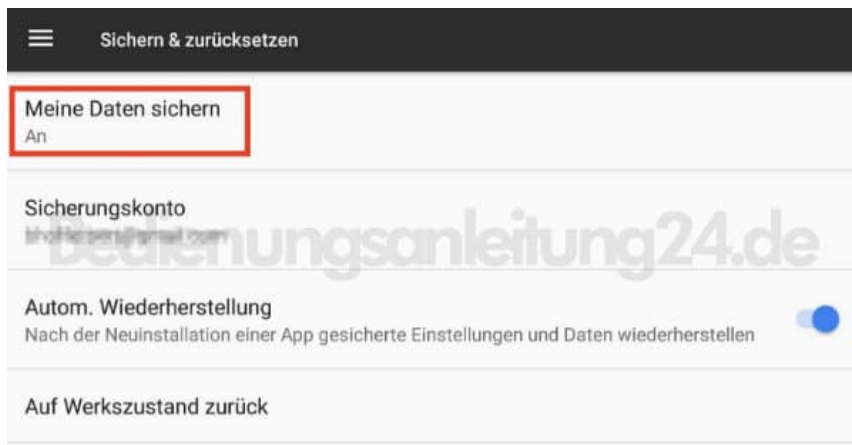 Sichern & zurücksetzen
Meine Daten sichern
An
Sicherungskonto
Bedienungsanleitung24.de
Autom. Wiederherstellung
Nach der Neuinstallation einer App gesicherte Einstellungen und Daten wiederherstellen
Auf Werkszustand zurück